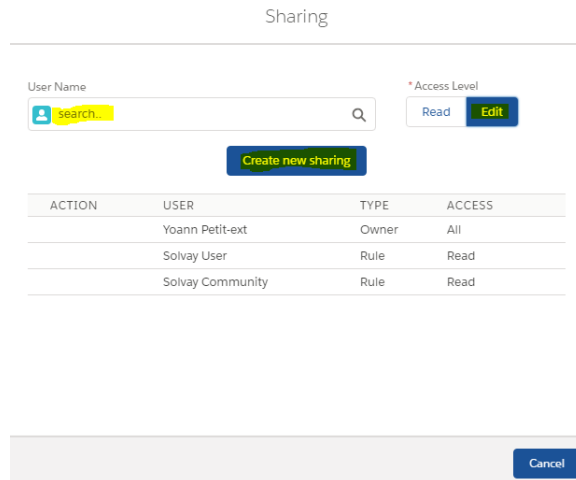 Sharing
User Name
* Access Level
search...
Read Edit
Create new sharing
ACTION USER TYPE ACCESS
Yoann Petit-ext Owner All
Solvay User Rule Read
Solvay Community Rule Read
Cancel